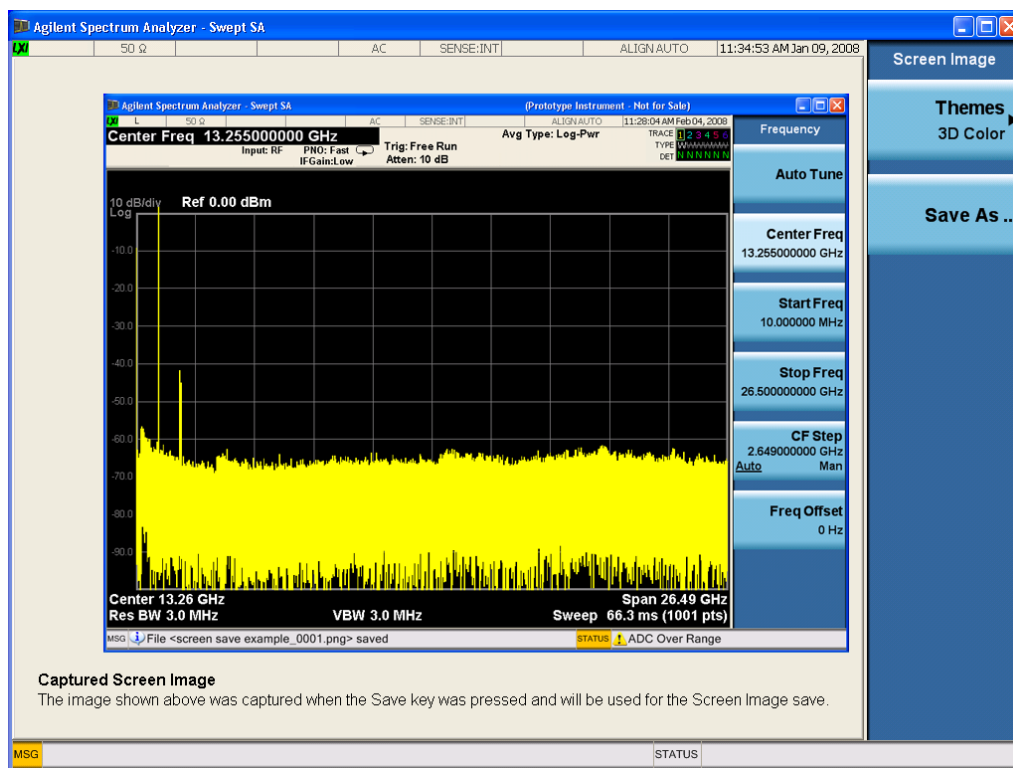 Agilent Spectrum Analyzer - Swept SA
LXI 50 Ω AC SENSE:INT ALIGN AUTO 11:34:53 AM Jan 09, 2008
Screen Image
Themes
3D Color
Save As ..
Agilent Spectrum Analyzer - Swept SA (Prototype Instrument - Not for Sale)
LXI L 50 Ω AC SENSE:INT ALIGN AUTO 11:28:04 AM Feb 04, 2008
Center Freq 13.255000000 GHz
Input: RF PNO: Fast
IFGain:Low
Trig: Free Run
Atten: 10 dB
Avg Type: Log-Pwr
TRACE 1 2 3 4 5 6
TYPE
DET N N N N N N
Frequency
Auto Tune
Center Freq
13.255000000 GHz
Start Freq
10.000000 MHz
Stop Freq
26.500000000 GHz
CF Step
2.649000000 GHz
Auto Man
Freq Offset
0 Hz
10 dB/div Ref 0.00 dBm
Log
-10.0
-20.0
-30.0
-40.0
-50.0
-60.0
-70.0
-80.0
-90.0
Center 13.26 GHz Span 26.49 GHz
Res BW 3.0 MHz VBW 3.0 MHz Sweep 66.3 ms (1001 pts)
MSG File <screen save example_0001.png> saved STATUS ADC Over Range
Captured Screen Image
The image shown above was captured when the Save key was pressed and will be used for the Screen Image save.
MSG STATUS